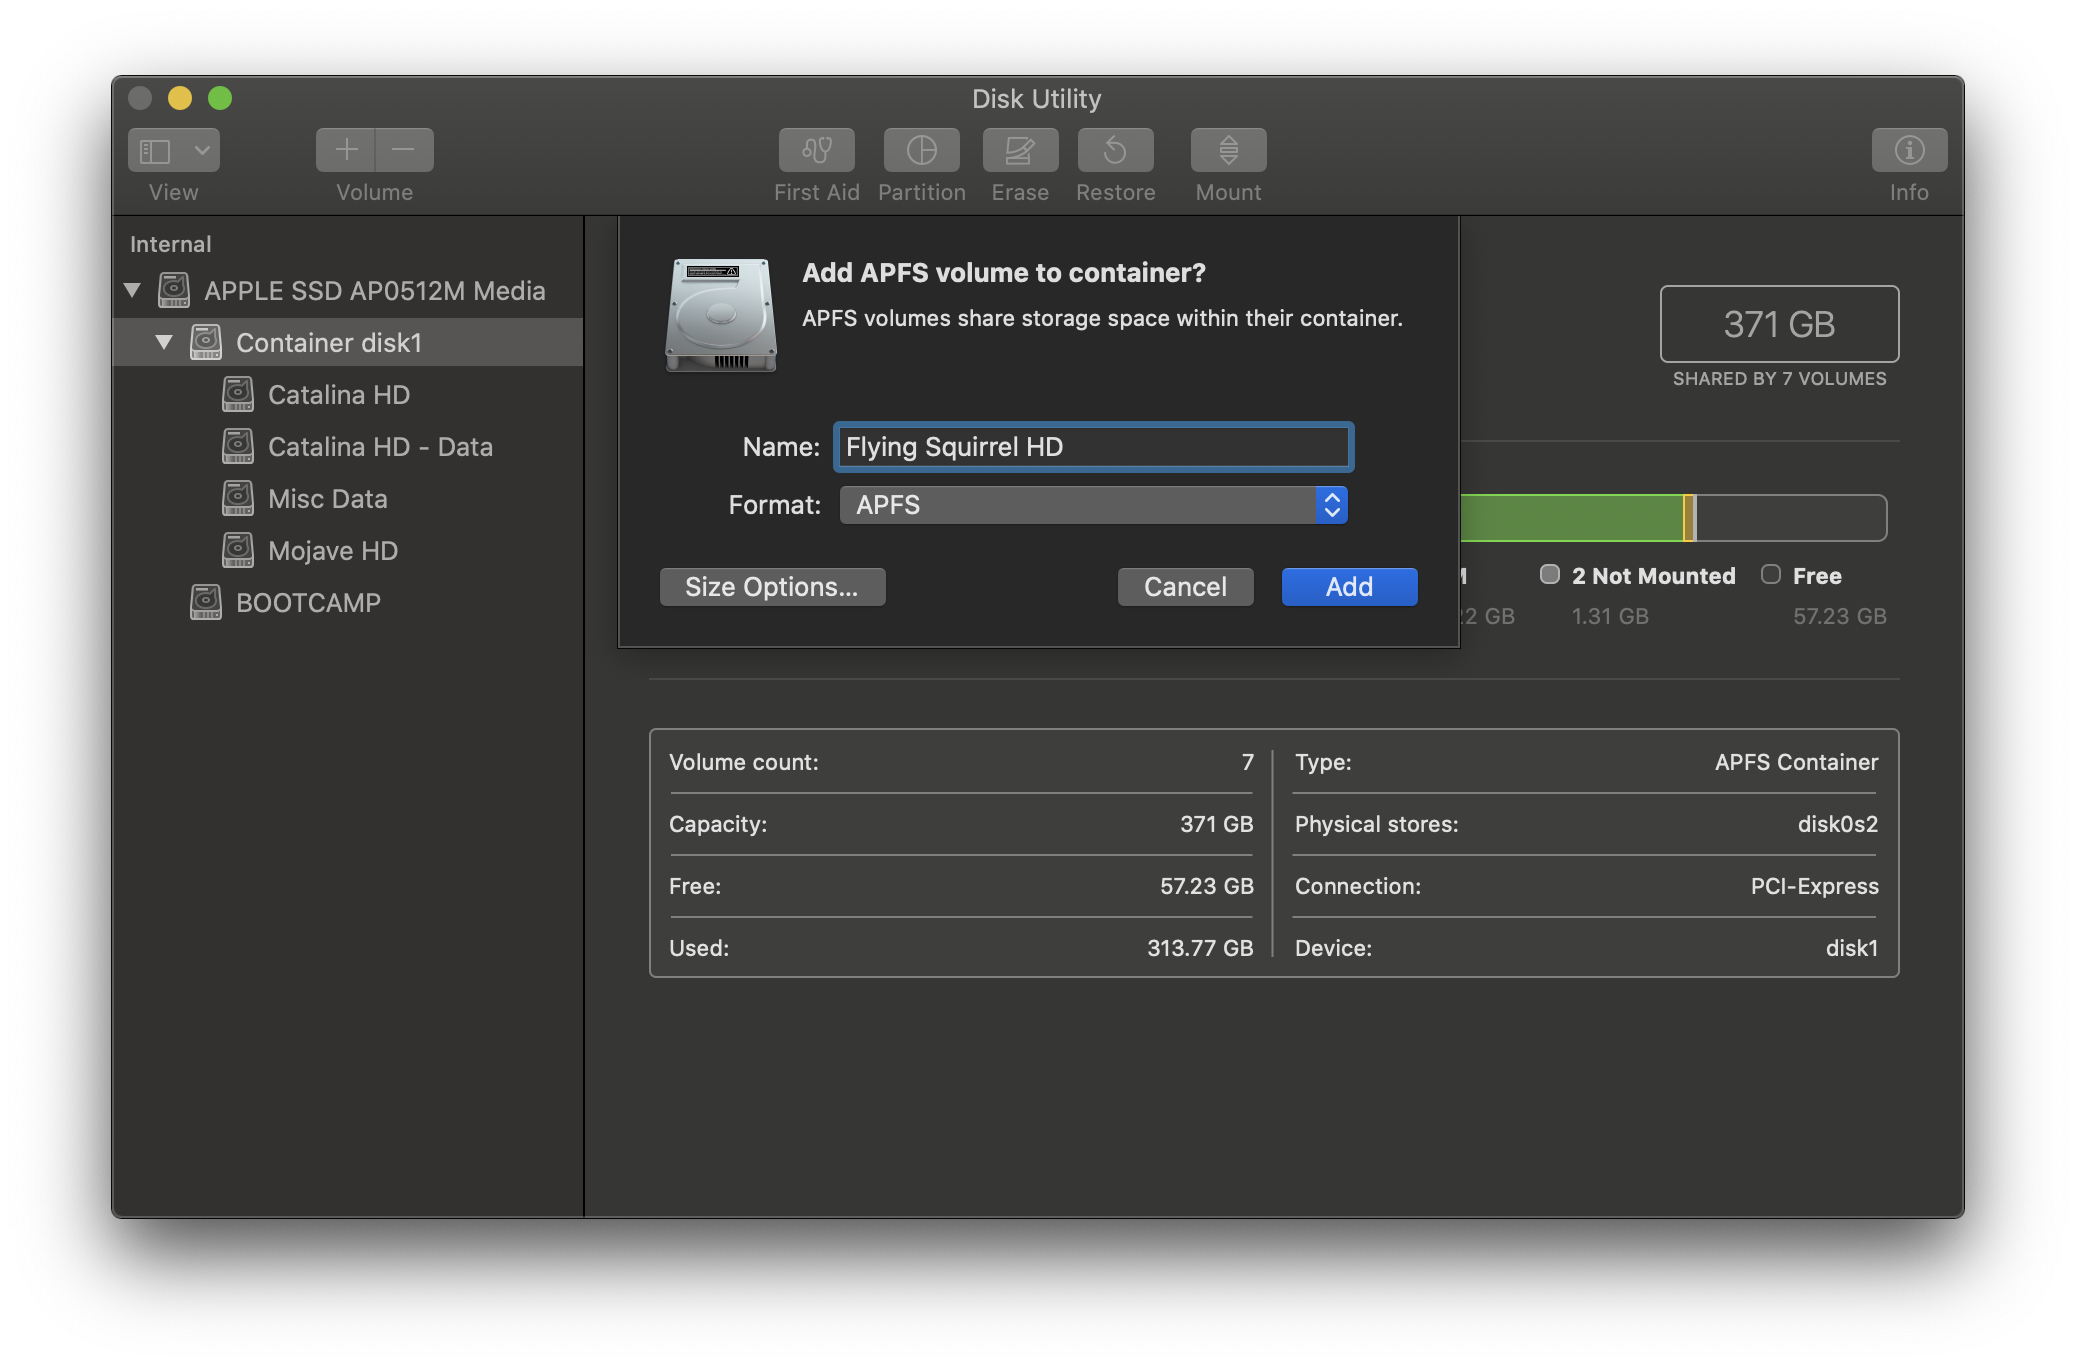 Disk Utility
View
Volume
First Aid
Partition
Erase
Restore
Mount
Info
Internal
APPLE SSD AP0512M Media
Container disk1
Catalina HD
Catalina HD - Data
Misc Data
Mojave HD
BOOTCAMP
Add APFS volume to container?
APFS volumes share storage space within their container.
Name: Flying Squirrel HD
Format: APFS
Size Options...
Cancel
Add
371 GB
SHARED BY 7 VOLUMES
2 Not Mounted
1.31 GB
Free
57.23 GB
22 GB
Volume count: 7
Capacity: 371 GB
Free: 57.23 GB
Used: 313.77 GB
Type: APFS Container
Physical stores: disk0s2
Connection: PCI-Express
Device: disk1